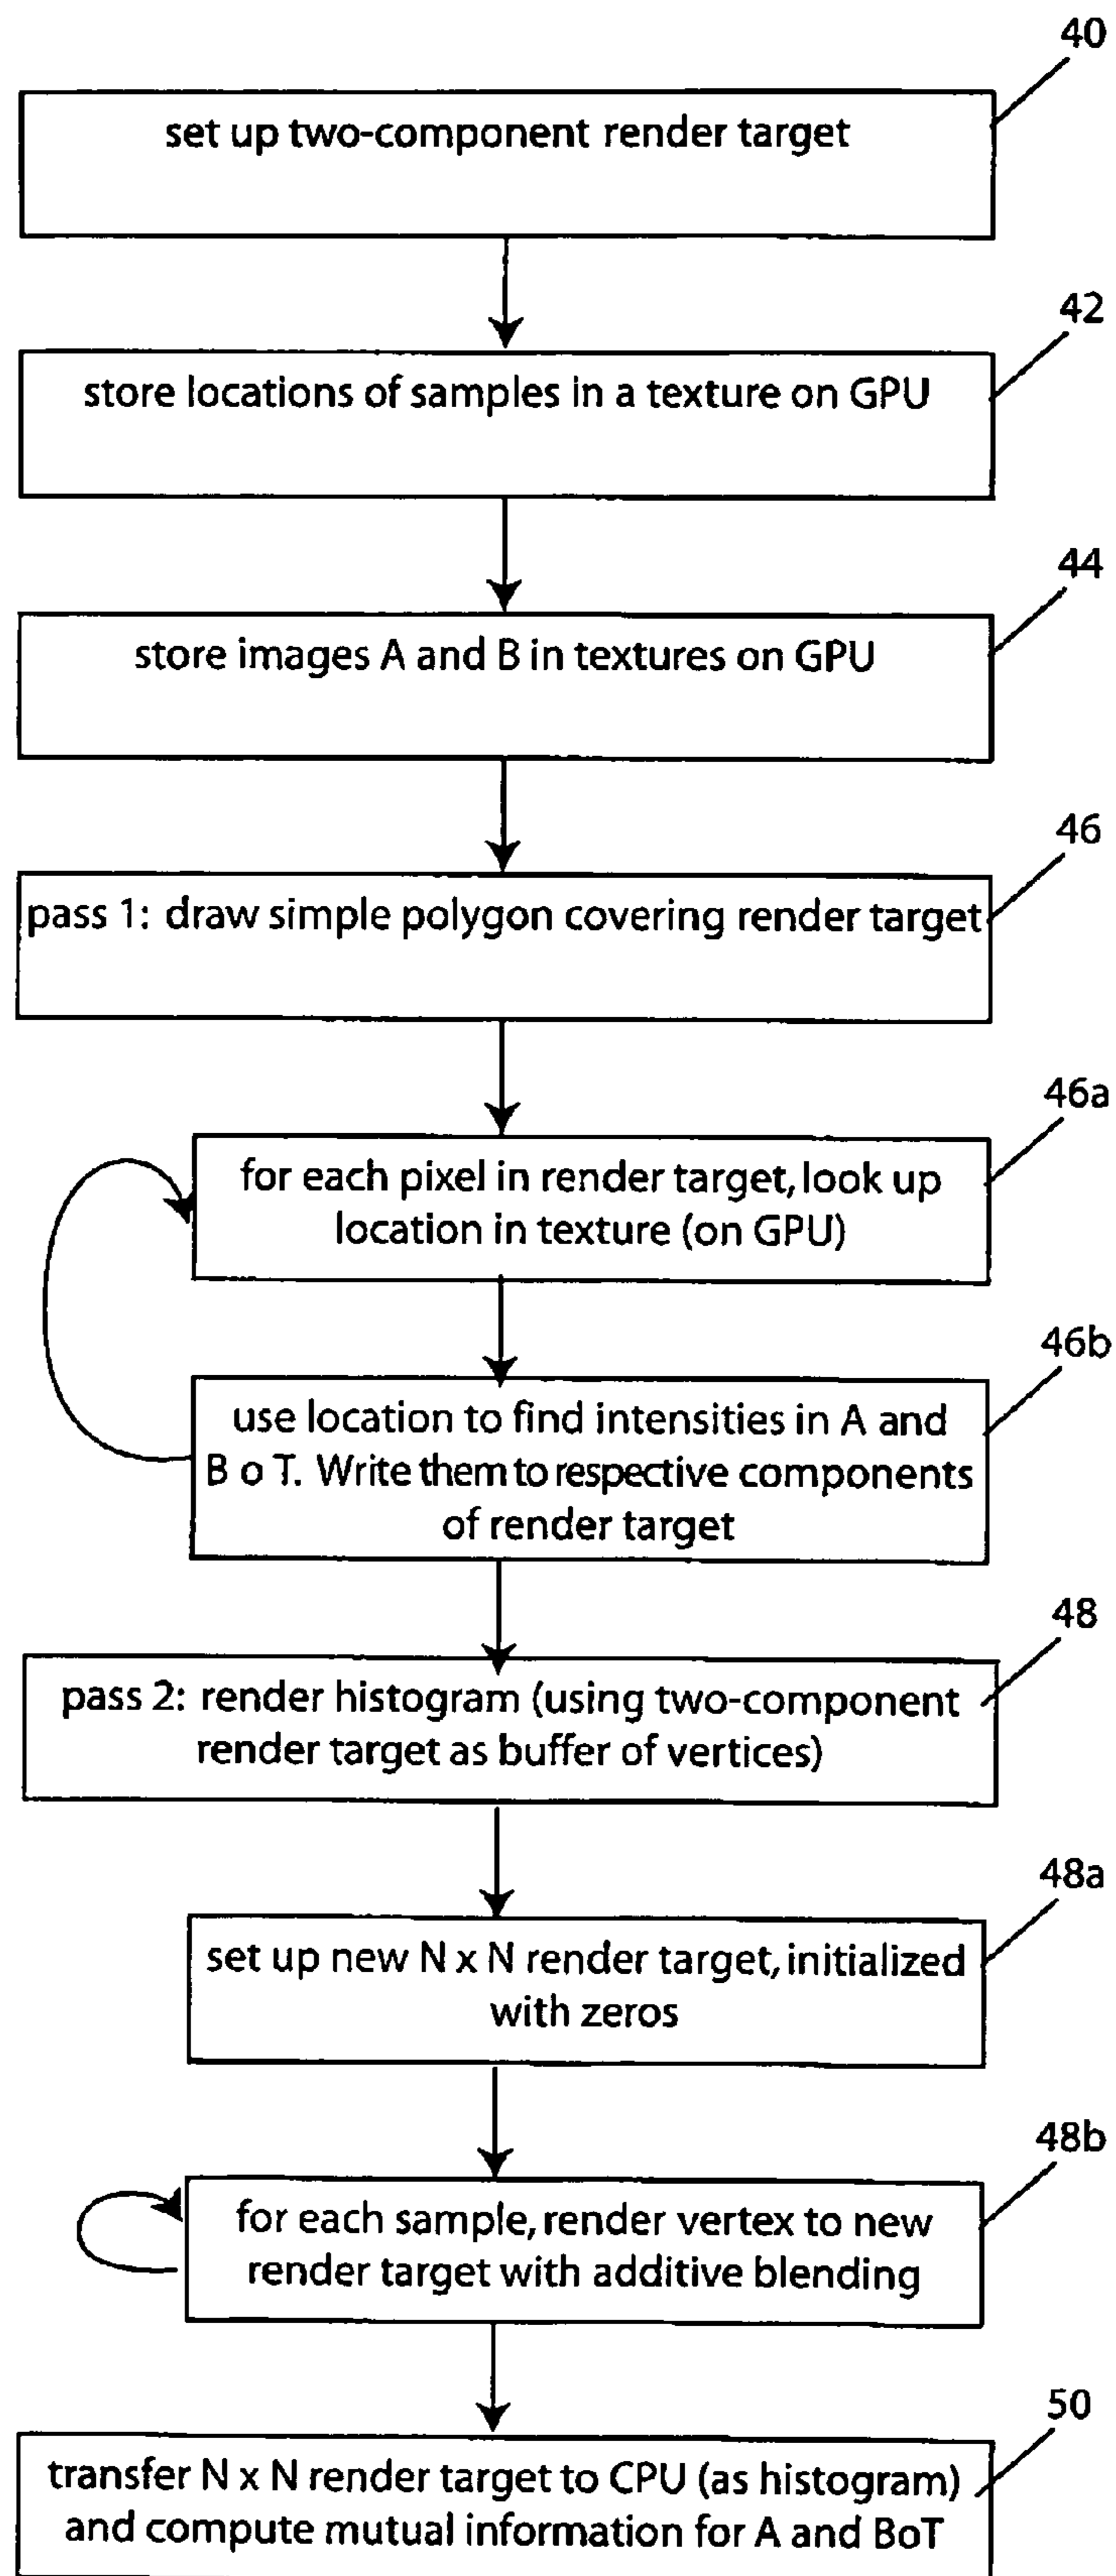 40
set up two-component render target
42
store locations of samples in a texture on GPU
44
store images A and B in textures on GPU
46
pass 1: draw simple polygon covering render target
46a
for each pixel in render target, look up
location in texture (on GPU)
46b
use location to find intensities in A and
B o T. Write them to respective components
of render target
48
pass 2: render histogram (using two-component
render target as buffer of vertices)
48a
set up new N x N render target, initialized
with zeros
48b
for each sample, render vertex to new
render target with additive blending
50
transfer N x N render target to CPU (as histogram)
and compute mutual information for A and BoT